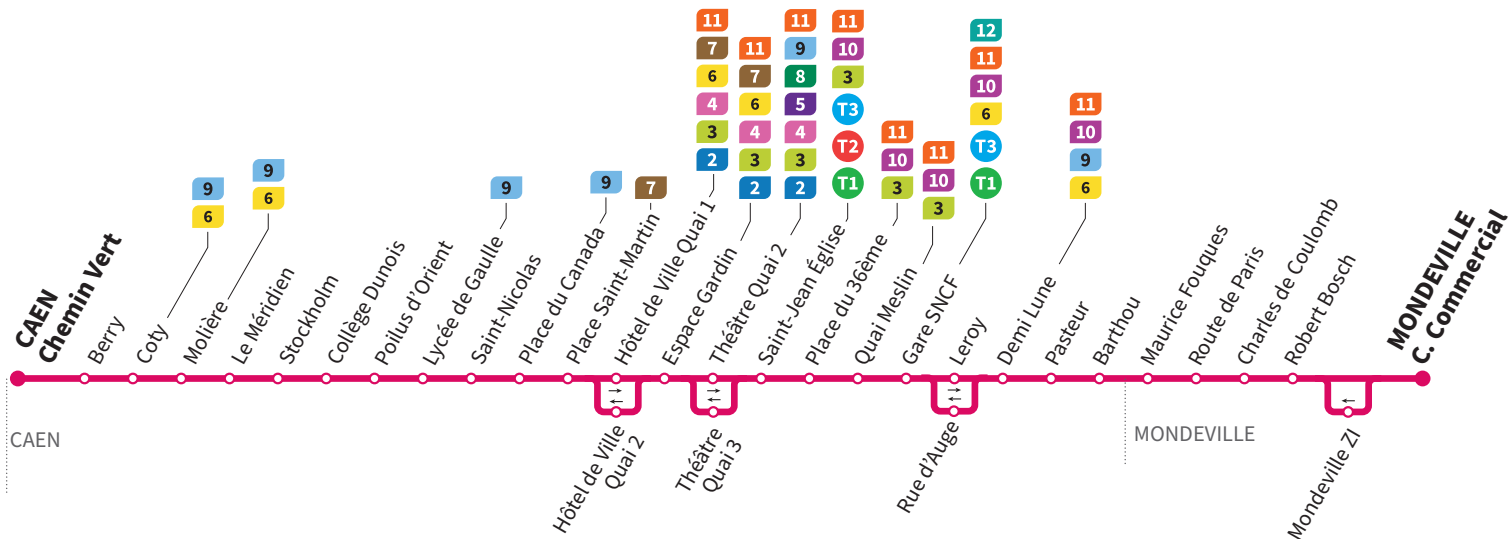 11
7
6
4
3
2
11
7
6
4
3
2
11
9
8
5
4
3
2
11
10
3
T3
T2
T1
11
10
3
11
10
3
12
11
10
6
T3
T1
11
10
9
6
9
6
9
6
9
9
7
CAEN
Chemin Vert
Berry
Coty
Molière
Le Méridien
Stockholm
Collège Dunois
Poilus d'Orient
Lycée de Gaulle
Saint-Nicolas
Place du Canada
Place Saint-Martin
Hôtel de Ville Quai 1
Espace Gardin
Théâtre Quai 2
Saint-Jean Église
Place du 36ème
Quai Meslin
Gare SNCF
Leroy
Demi Lune
Pasteur
Barthou
Maurice Fouques
Route de Paris
Charles de Coulomb
Robert Bosch
MONDEVILLE
C. Commercial
CAEN
Hôtel de Ville
Quai 2
Théâtre
Quai 3
Rue d'Auge
MONDEVILLE
Mondeville ZI